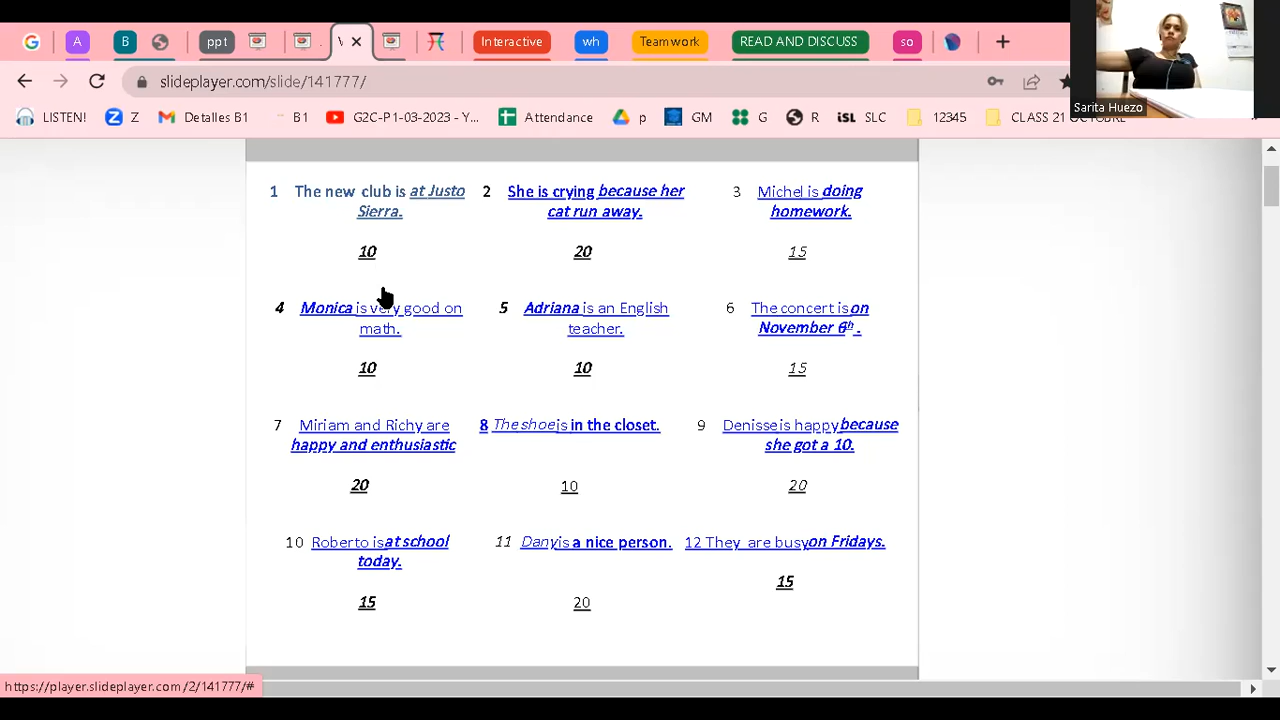 A
B
ppt
Interactive
wh
Teamwork
READ AND DISCUSS
so
slideplayer.com/slide/141777/
Sarita Huezo
LISTEN!
Z
Detalles B1
B1
G2C-P1-03-2023 - Y...
Attendance
p
GM
G
R
iSL SLC
12345
CLASS 21 OCTUBRE
1 The new club is at Justo
Sierra.
10
2 She is crying because her
cat run away.
20
3 Michel is doing
homework.
15
4 Monica is very good on
math.
10
5 Adriana is an English
teacher.
10
6 The concert is on
November 6th .
15
7 Miriam and Richy are
happy and enthusiastic
20
8 The shoe is in the closet.
10
9 Denisse is happy because
she got a 10.
20
10 Roberto is at school
today.
15
11 Dany is a nice person.
20
12 They are busy on Fridays.
15
https://player.slideplayer.com/2/141777/#